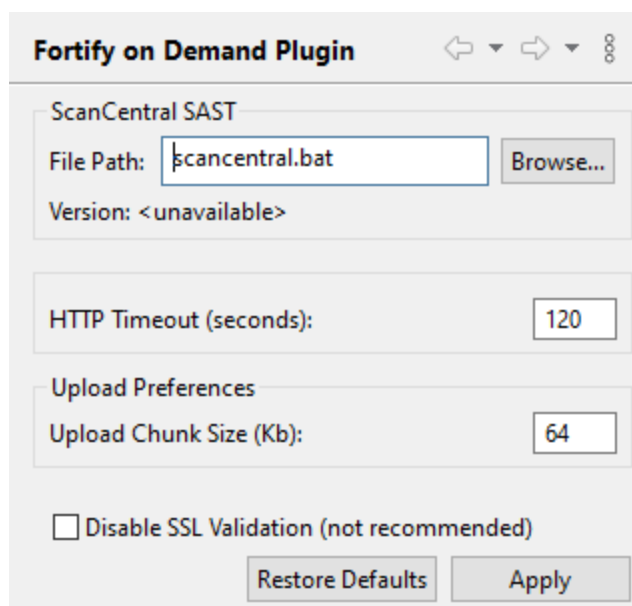 Fortify on Demand Plugin
ScanCentral SAST
File Path: scancentral.bat Browse...
Version: <unavailable>
HTTP Timeout (seconds): 120
Upload Preferences
Upload Chunk Size (Kb): 64
Disable SSL Validation (not recommended)
Restore Defaults Apply